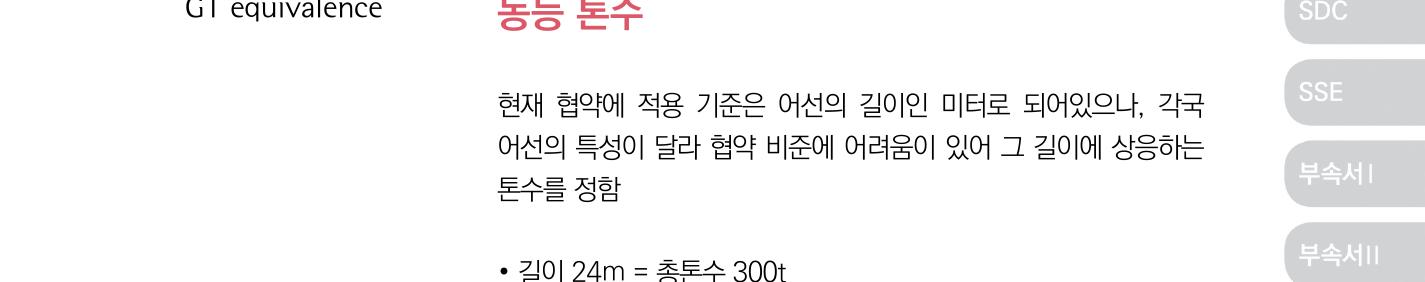 GT equivalence
동등 톤수
현재 협약에 적용 기준은 어선의 길이인 미터로 되어있으나, 각국
어선의 특성이 달라 협약 비준에 어려움이 있어 그 길이에 상응하는
톤수를 정함
• 길이 24m = 총톤수 300t
SDC
SSE
부속서 I
부속서 II